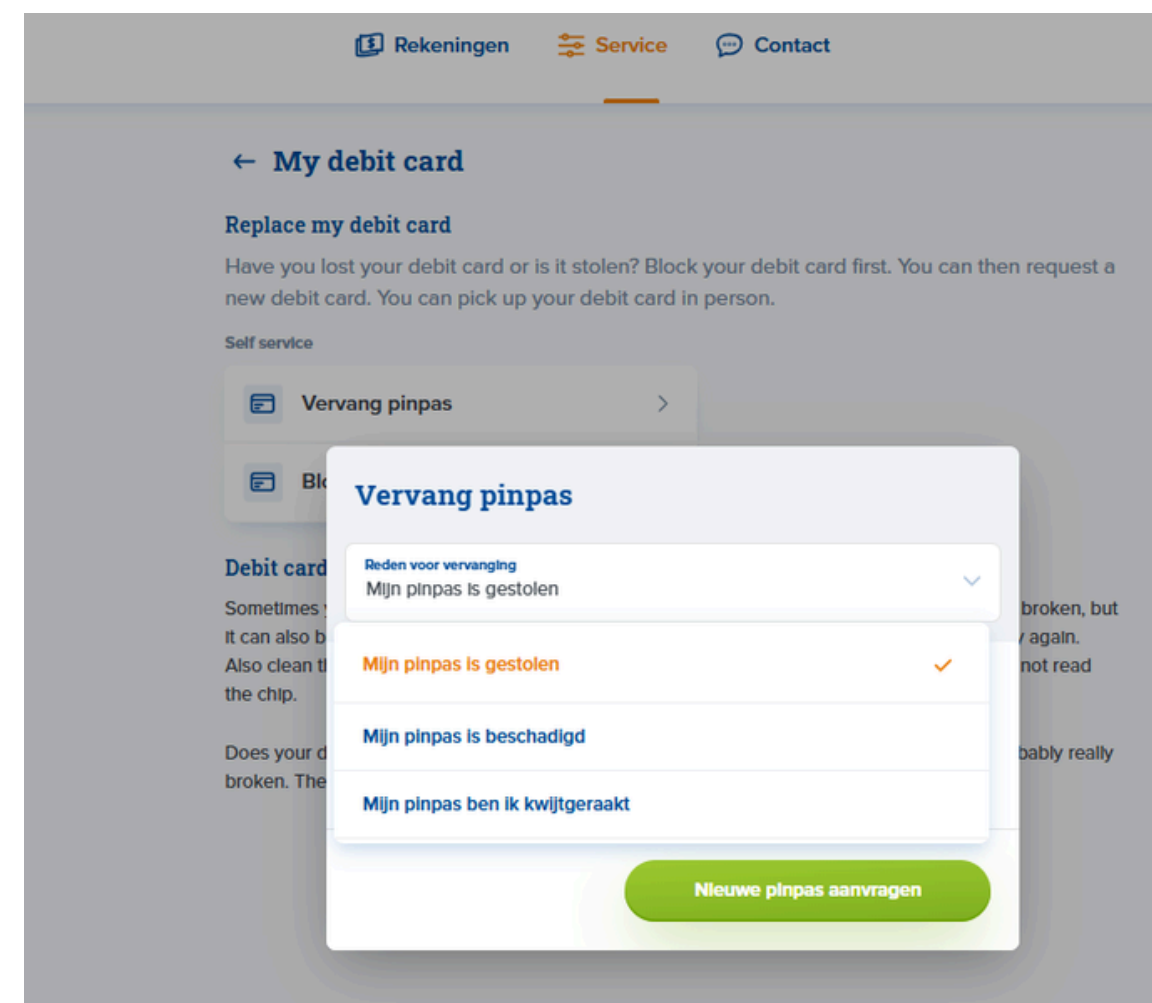 Rekeningen Service Contact
← My debit card
Replace my debit card
Have you lost your debit card or is it stolen? Block your debit card first. You can then request a
new debit card. You can pick up your debit card in person.
Self service
Vervang pinpas
Vervang pinpas
Reden voor vervanging
Mijn pinpas is gestolen
Mijn pinpas is gestolen
Mijn pinpas is beschadigd
Mijn pinpas ben ik kwijtgeraakt
Nieuwe pinpas aanvragen
Debit card
Sometimes broken, but
it can also again.
Also clean not read
the chip.
Does your really
broken. The